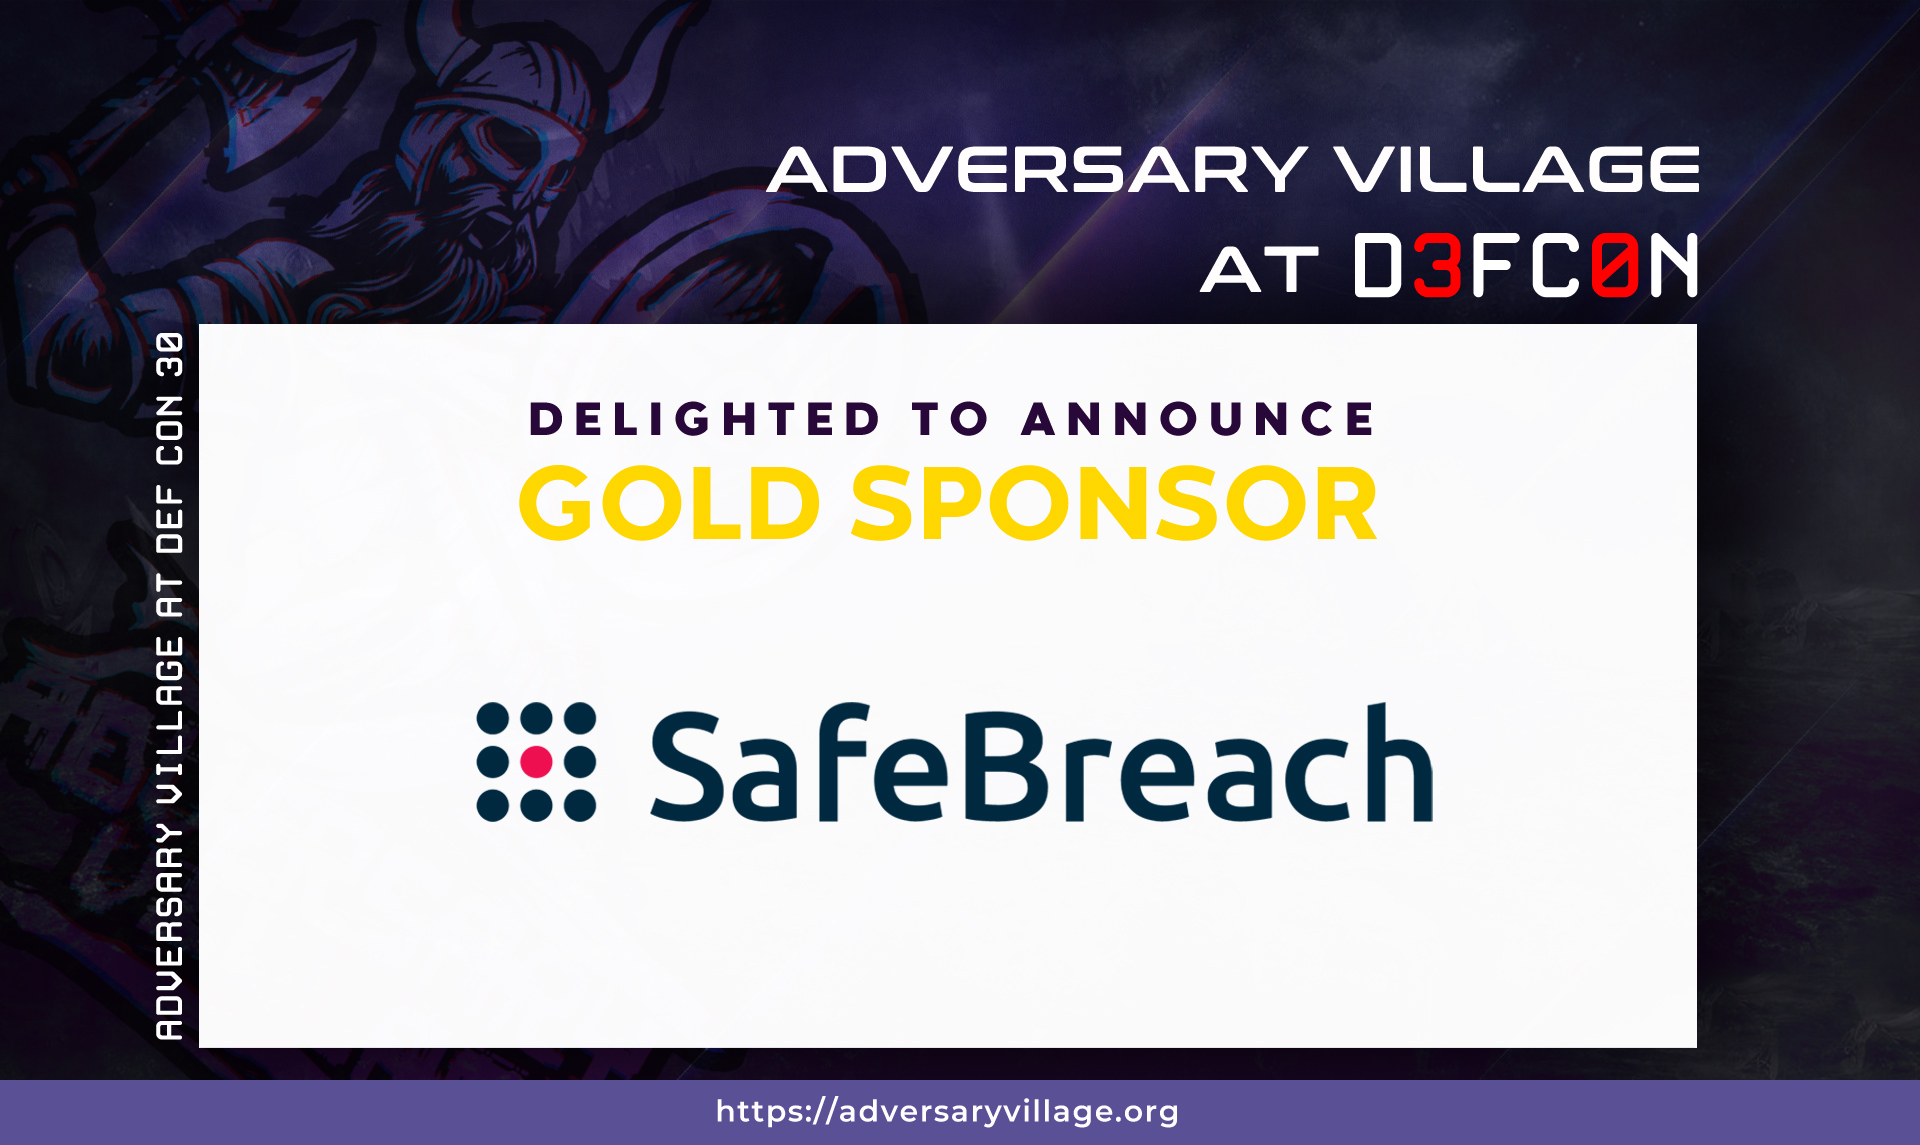 ADVERSARY VILLAGE
AT D3FC0N
ADVERSARY VILLAGE AT DEF CON 30
DELIGHTED TO ANNOUNCE
GOLD SPONSOR
SafeBreach
https://adversaryvillage.org